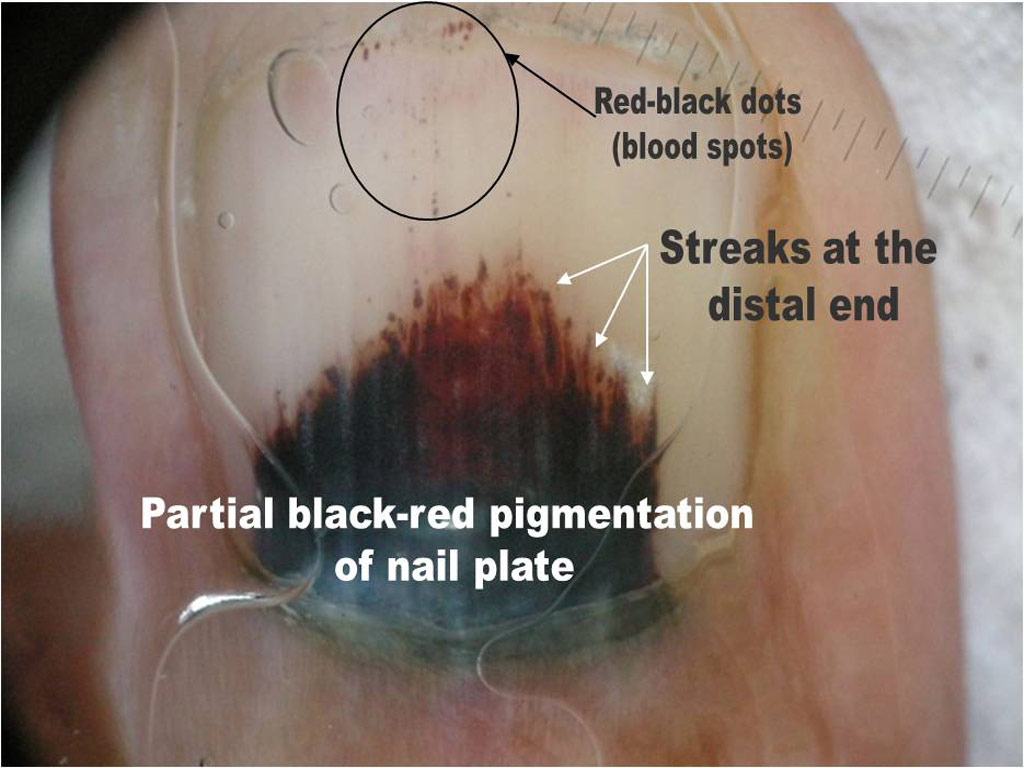 Red-black dots
(blood spots)
Streaks at the
distal end
Partial black-red pigmentation
of nail plate